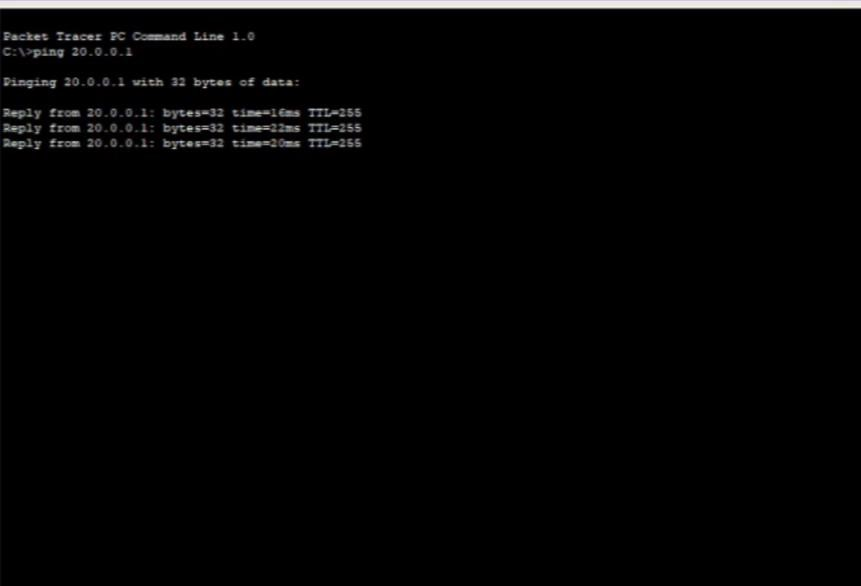 Packet Tracer PC Command Line 1.0
C:\>ping 20.0.0.1
Pinging 20.0.0.1 with 32 bytes of data:
Reply from 20.0.0.1: bytes=32 time=16ms TTL=255
Reply from 20.0.0.1: bytes=32 time=22ms TTL=255
Reply from 20.0.0.1: bytes=32 time=20ms TTL=255